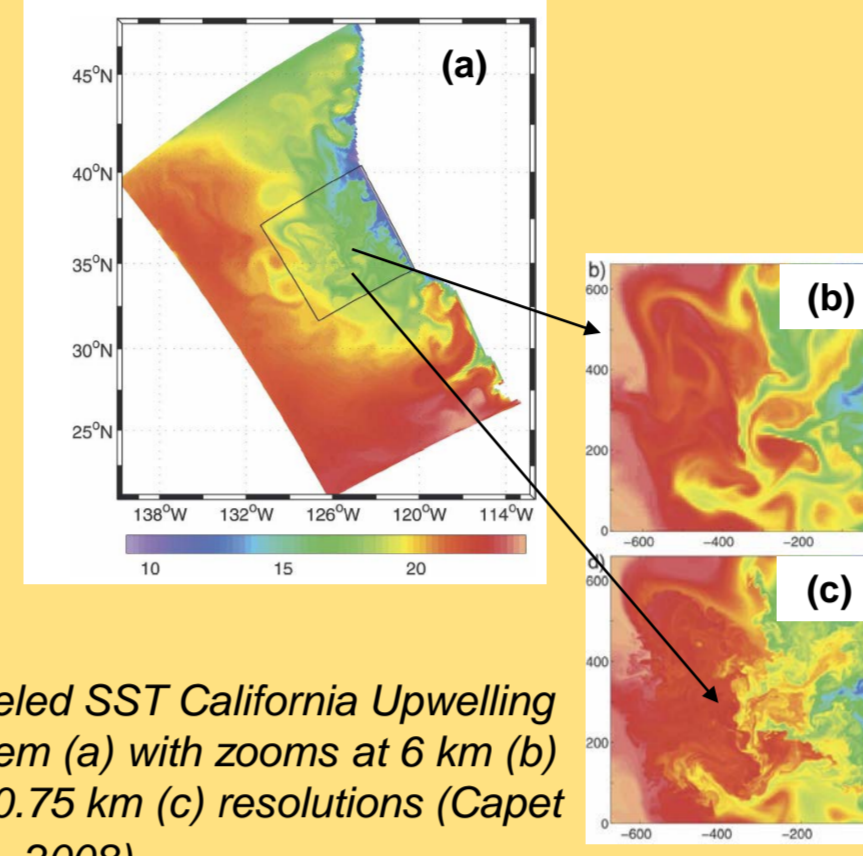 (a)
45°N
40°N
35°N
30°N
25°N
138°W 132°W 126°W 120°W 114°W
10 15 20
b)
(b)
600
400
200
0
−600 −400 −200
d)
(c)
600
400
200
0
−600 −400 −200
eled SST California Upwelling
em (a) with zooms at 6 km (b)
0.75 km (c) resolutions (Capet
2008)